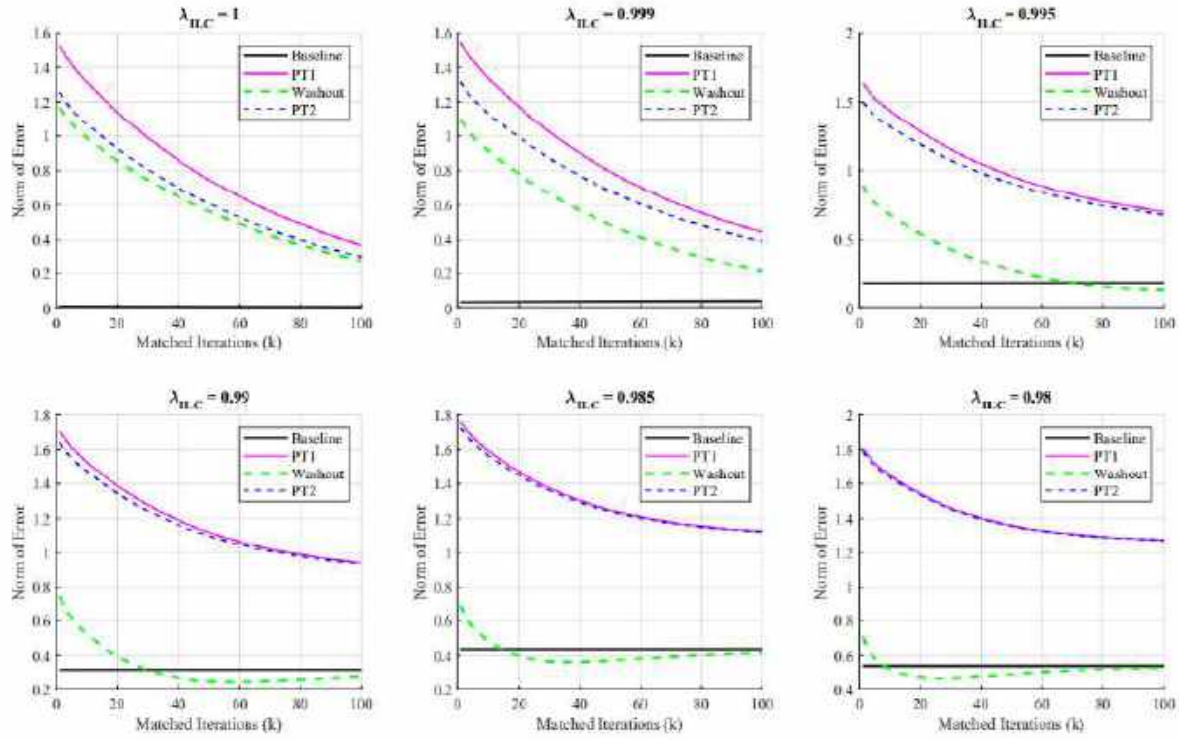 λ_ILC = 1
1.6
1.4
1.2
1
0.8
0.6
0.4
0.2
0
Norm of Error
Baseline
PT1
Washout
PT2
0 20 40 60 80 100
Matched Iterations (k)
λ_ILC = 0.999
1.6
1.4
1.2
1
0.8
0.6
0.4
0.2
0
Norm of Error
Baseline
PT1
Washout
PT2
0 20 40 60 80 100
Matched Iterations (k)
λ_ILC = 0.995
2
1.5
1
0.5
0
Norm of Error
Baseline
PT1
Washout
PT2
0 20 40 60 80 100
Matched Iterations (k)
λ_ILC = 0.99
1.8
1.6
1.4
1.2
1
0.8
0.6
0.4
0.2
Norm of Error
Baseline
PT1
Washout
PT2
0 20 40 60 80 100
Matched Iterations (k)
λ_ILC = 0.985
1.8
1.6
1.4
1.2
1
0.8
0.6
0.4
0.2
Norm of Error
Baseline
PT1
Washout
PT2
0 20 40 60 80 100
Matched Iterations (k)
λ_ILC = 0.98
2
1.8
1.6
1.4
1.2
1
0.8
0.6
0.4
Norm of Error
Baseline
PT1
Washout
PT2
0 20 40 60 80 100
Matched Iterations (k)